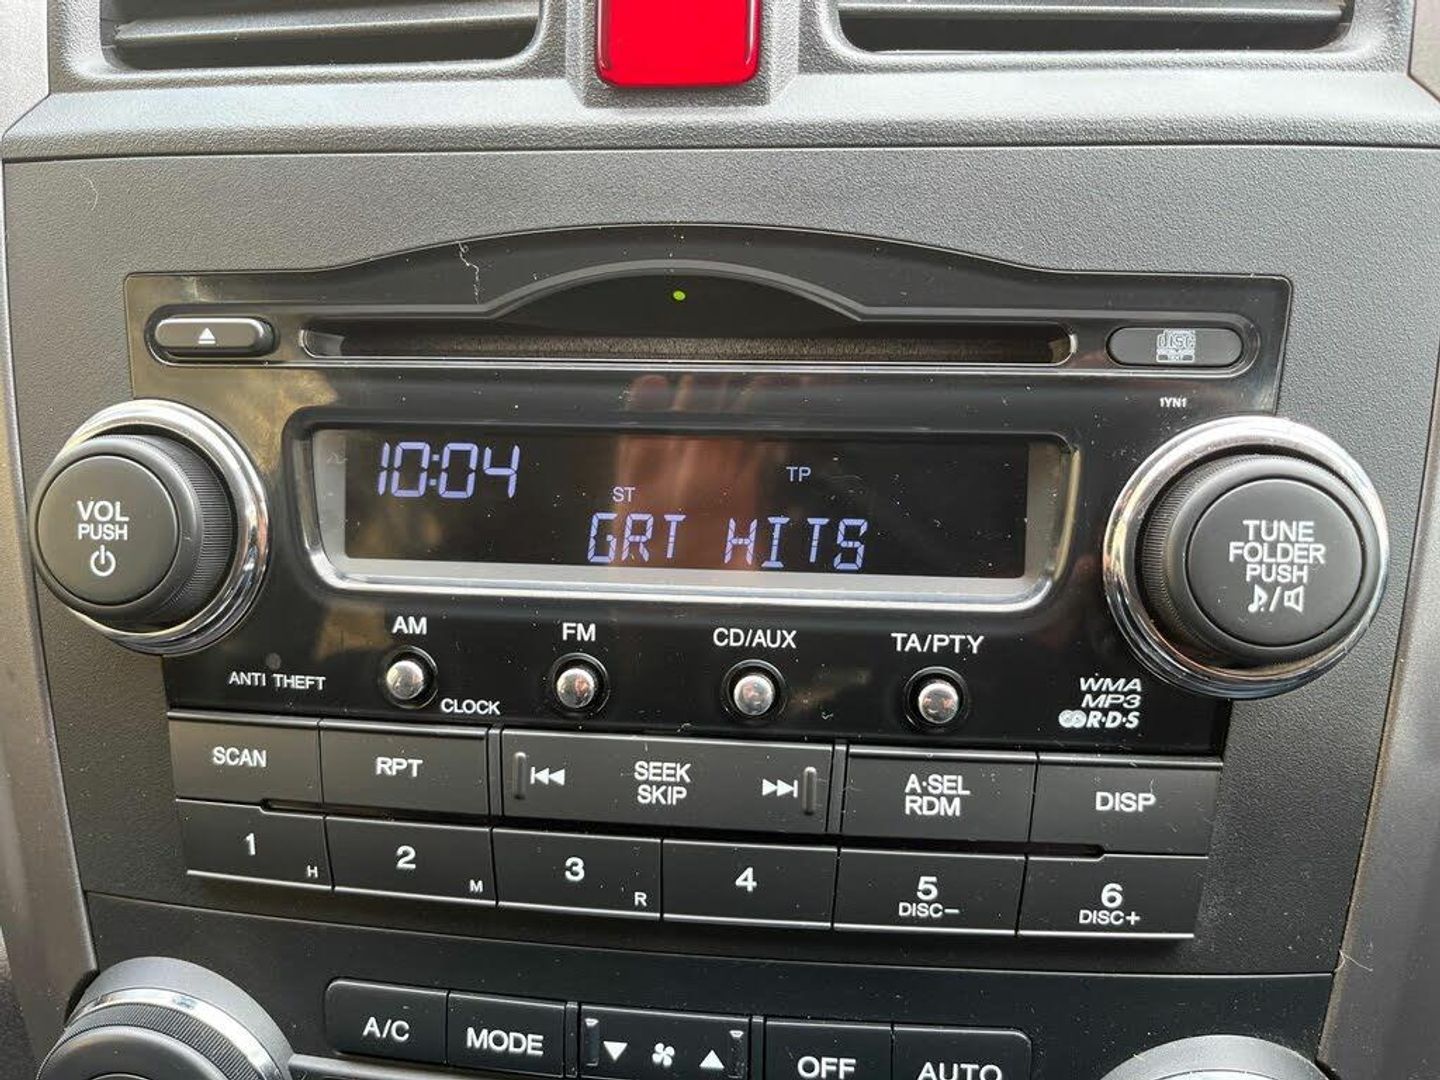 disc
TEXT
1YN1
10:04
TP
ST
GRT HITS
VOL
PUSH
TUNE
FOLDER
PUSH
AM
FM
CD/AUX
TA/PTY
ANTI THEFT
CLOCK
WMA
MP3
R·D·S
SCAN
RPT
SEEK
SKIP
A·SEL
RDM
DISP
1 H
2 M
3 R
4
5
DISC−
6
DISC+
A/C
MODE
OFF
AUTO